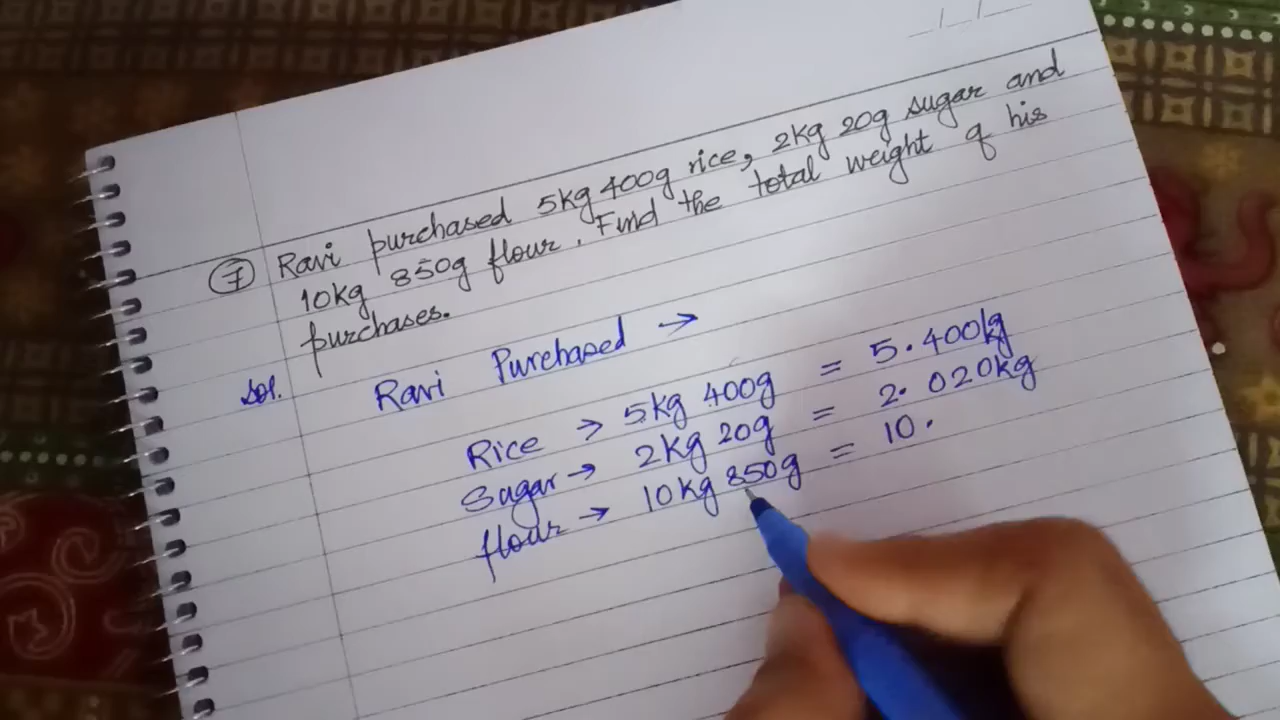 7 Ravi purchased 5kg 400g rice, 2kg 20g sugar and
10kg 850g flour. Find the total weight of his
purchases.
Sol. Ravi Purchased →
Rice → 5kg 400g = 5.400kg
Sugar → 2kg 20g = 2.020kg
flour → 10kg 850g = 10.